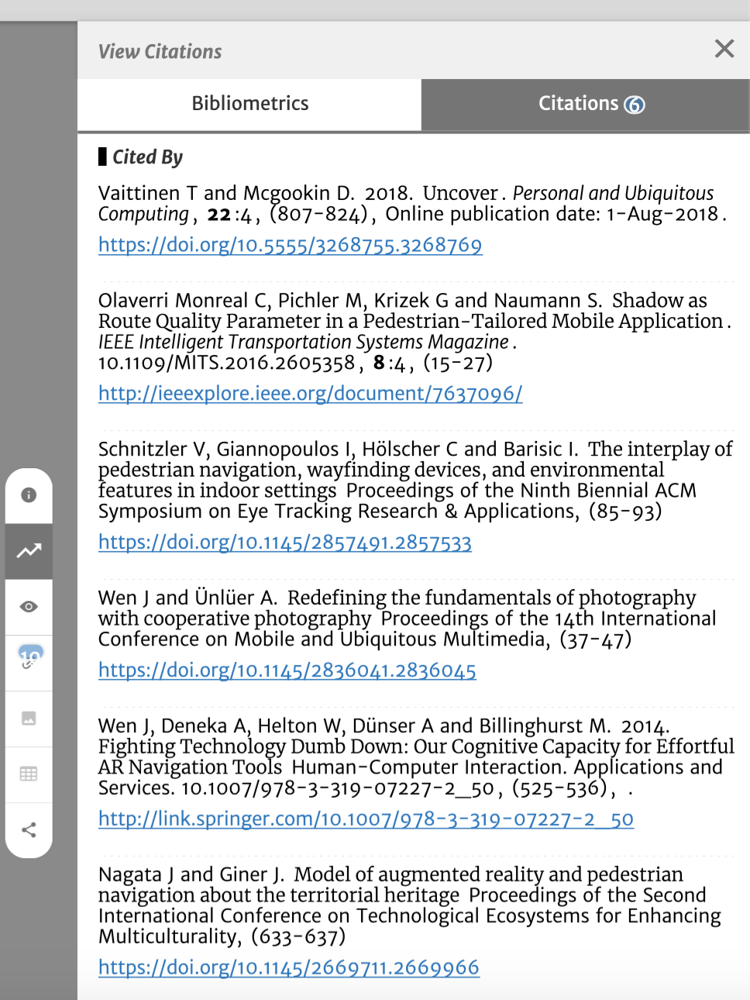 View Citations
Bibliometrics
Citations 6
Cited By
Vaittinen T and Mcgookin D. 2018. Uncover. Personal and Ubiquitous
Computing, 22:4, (807-824), Online publication date: 1-Aug-2018.
https://doi.org/10.5555/3268755.3268769
Olaverri Monreal C, Pichler M, Krizek G and Naumann S. Shadow as
Route Quality Parameter in a Pedestrian-Tailored Mobile Application.
IEEE Intelligent Transportation Systems Magazine.
10.1109/MITS.2016.2605358, 8:4, (15-27)
http://ieeexplore.ieee.org/document/7637096/
Schnitzler V, Giannopoulos I, Hölscher C and Barisic I. The interplay of
pedestrian navigation, wayfinding devices, and environmental
features in indoor settings Proceedings of the Ninth Biennial ACM
Symposium on Eye Tracking Research & Applications, (85-93)
https://doi.org/10.1145/2857491.2857533
Wen J and Ünlüer A. Redefining the fundamentals of photography
with cooperative photography Proceedings of the 14th International
Conference on Mobile and Ubiquitous Multimedia, (37-47)
https://doi.org/10.1145/2836041.2836045
Wen J, Deneka A, Helton W, Dünser A and Billinghurst M. 2014.
Fighting Technology Dumb Down: Our Cognitive Capacity for Effortful
AR Navigation Tools Human-Computer Interaction. Applications and
Services. 10.1007/978-3-319-07227-2_50, (525-536), .
http://link.springer.com/10.1007/978-3-319-07227-2_50
Nagata J and Giner J. Model of augmented reality and pedestrian
navigation about the territorial heritage Proceedings of the Second
International Conference on Technological Ecosystems for Enhancing
Multiculturality, (633-637)
https://doi.org/10.1145/2669711.2669966